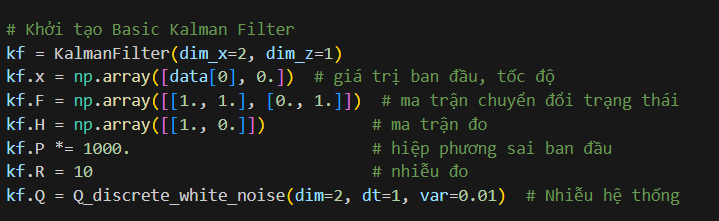 # Khởi tạo Basic Kalman Filter
kf = KalmanFilter(dim_x=2, dim_z=1)
kf.x = np.array([data[0], 0.])  # giá trị ban đầu, tốc độ
kf.F = np.array([[1., 1.], [0., 1.]])  # ma trận chuyển đổi trạng thái
kf.H = np.array([[1., 0.]])          # ma trận đo
kf.P *= 1000.                        # hiệp phương sai ban đầu
kf.R = 10                            # nhiễu đo
kf.Q = Q_discrete_white_noise(dim=2, dt=1, var=0.01)  # Nhiễu hệ thống